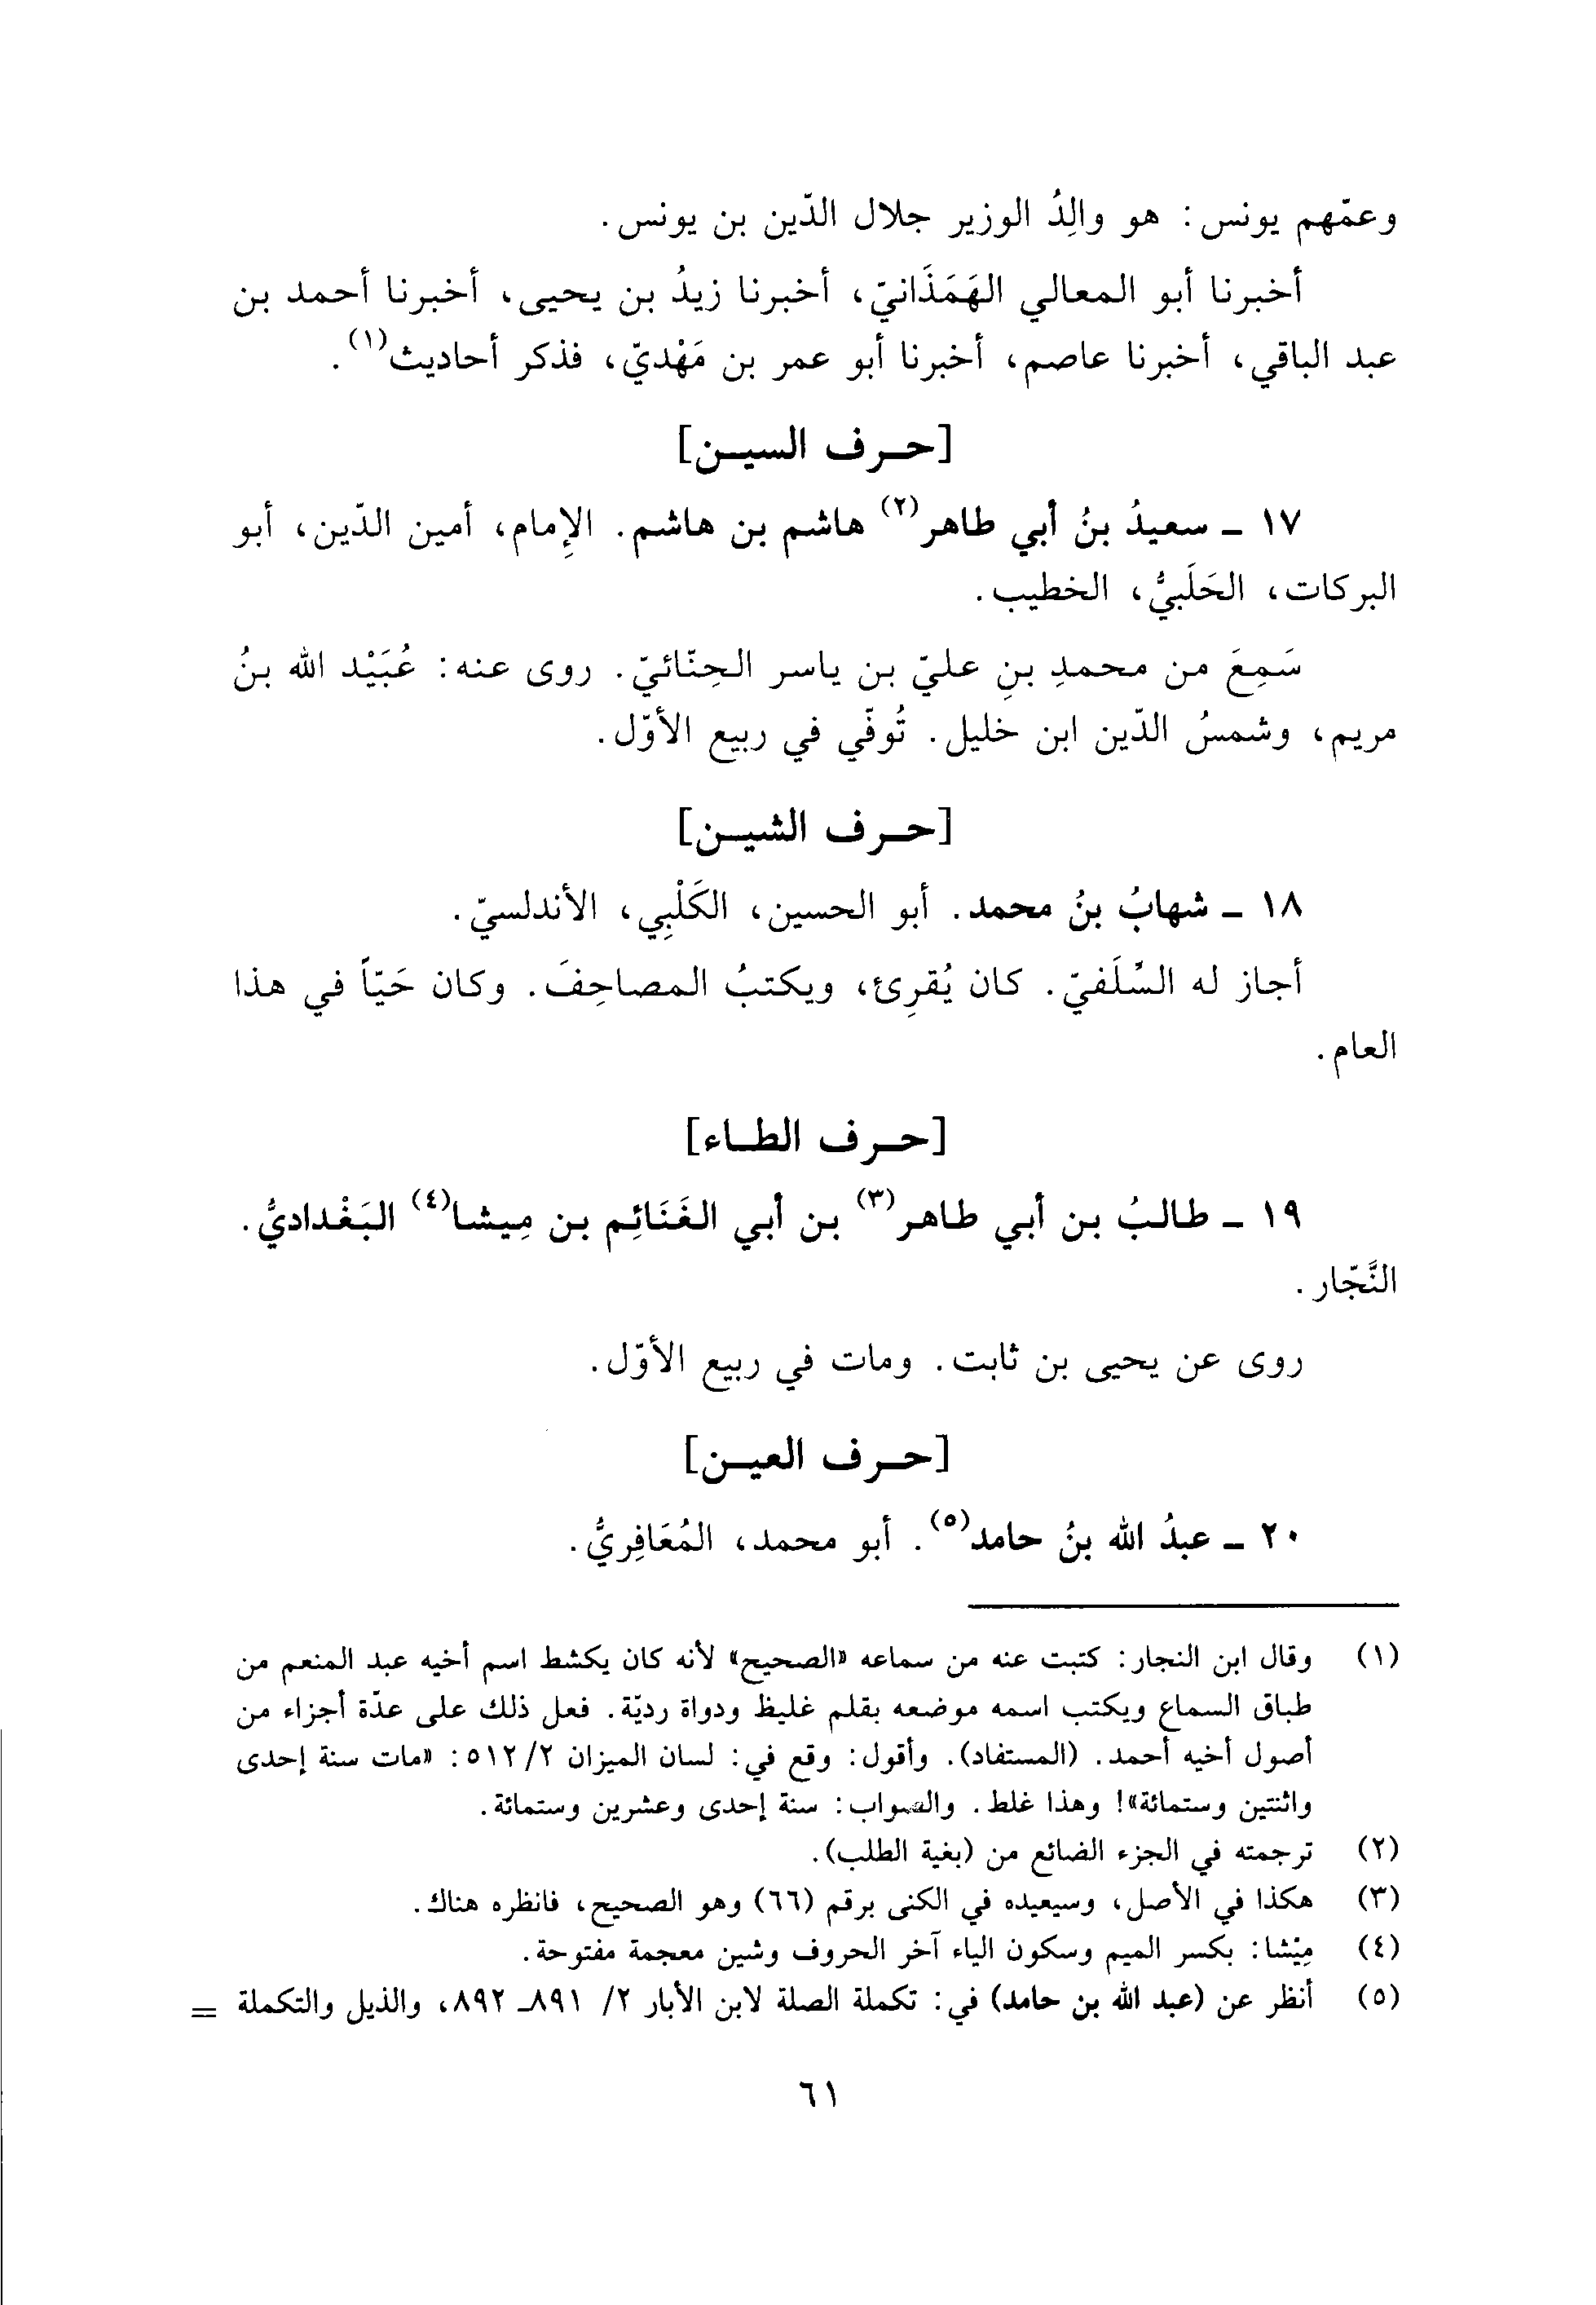 وعمّهم يونس: هو والِدُ الوزير جلال الدّين بن يونس.
أخبرنا أبو المعالي الهَمَذَانيّ، أخبرنا زيدُ بن يحيى، أخبرنا أحمد بن
عبد الباقي، أخبرنا عاصم، أخبرنا أبو عمر بن مَهْديّ، فذكر أحاديث(١).
[حـرف السيـن]
١٧ ـ سعيدُ بنُ أبي طاهر(٢) هاشم بن هاشم. الإمام، أمين الدّين، أبو
البركات، الحَلَبيُّ، الخطيب.
سَمِعَ من محمدِ بنِ عليّ بن ياسر الحِنّائيّ. روى عنه: عُبَيْد الله بنُ
مريم، وشمسُ الدّين ابن خليل. تُوفّي في ربيع الأوّل.
[حـرف الشيـن]
١٨ ـ شهابُ بنُ محمد. أبو الحسين، الكَلْبِي، الأندلسيّ.
أجاز له السِّلَفيّ. كان يُقرِئ، ويكتبُ المصاحِفَ. وكان حَيّاً في هذا
العام.
[حـرف الطـاء]
١٩ ـ طالبُ بن أبي طاهر(٣) بن أبي الغَنَائِم بن مِيشا(٤) البَغْداديُّ.
النَّجّار.
روى عن يحيى بن ثابت. ومات في ربيع الأوّل.
[حـرف العيـن]
٢٠ ـ عبدُ الله بنُ حامد(٥). أبو محمد، المُعَافِريُّ.
(١) وقال ابن النجار: كتبت عنه من سماعه «الصحيح» لأنه كان يكشط اسم أخيه عبد المنعم من
طباق السماع ويكتب اسمه موضعه بقلم غليظ ودواة رديّة. فعل ذلك على عدّة أجزاء من
أصول أخيه أحمد. (المستفاد). وأقول: وقع في: لسان الميزان ٥١٢/٢: «مات سنة إحدى
واثنتين وستمائة»! وهذا غلط. والصواب: سنة إحدى وعشرين وستمائة.
(٢) ترجمته في الجزء الضائع من (بغية الطلب).
(٣) هكذا في الأصل، وسيعيده في الكنى برقم (٦٦) وهو الصحيح، فانظره هناك.
(٤) مِيْشا: بكسر الميم وسكون الياء آخر الحروف وشين معجمة مفتوحة.
(٥) أنظر عن (عبد الله بن حامد) في: تكملة الصلة لابن الأبار ٢/ ٨٩١ـ ٨٩٢، والذيل والتكملة =
٦١